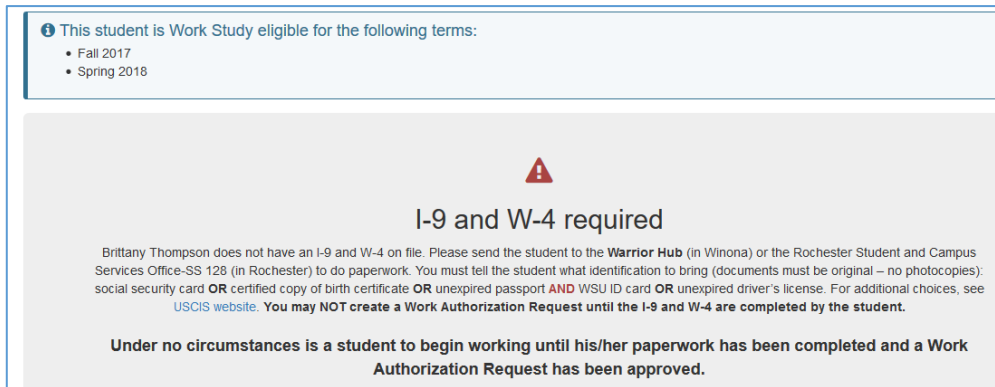 This student is Work Study eligible for the following terms:
• Fall 2017
• Spring 2018
I-9 and W-4 required
Brittany Thompson does not have an I-9 and W-4 on file. Please send the student to the Warrior Hub (in Winona) or the Rochester Student and Campus
Services Office-SS 128 (in Rochester) to do paperwork. You must tell the student what identification to bring (documents must be original – no photocopies):
social security card OR certified copy of birth certificate OR unexpired passport AND WSU ID card OR unexpired driver's license. For additional choices, see
USCIS website. You may NOT create a Work Authorization Request until the I-9 and W-4 are completed by the student.
Under no circumstances is a student to begin working until his/her paperwork has been completed and a Work
Authorization Request has been approved.